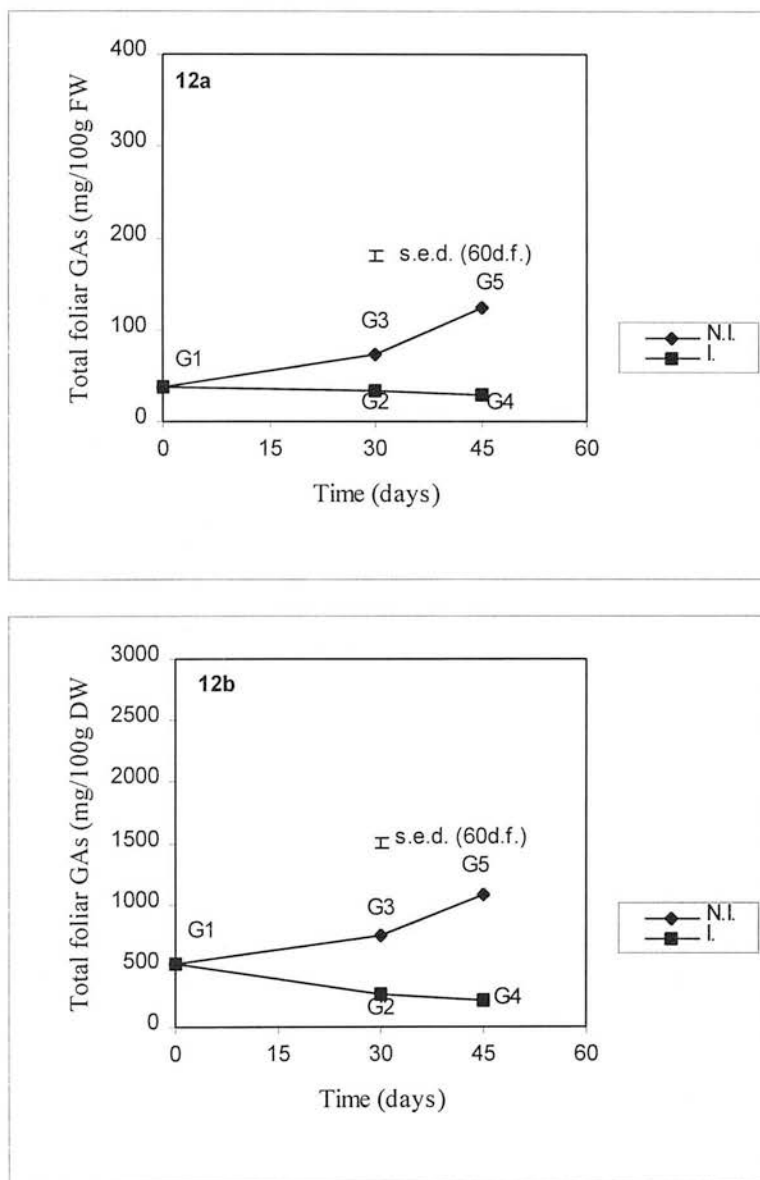 400
12a
300
Total foliar GAs (mg/100g FW
200
s.e.d. (60d.f.)
G5
G3
100
G1
G2
G4
0
0 15 30 45 60
Time (days)
N.I.
I.
3000
12b
2500
Total foliar GAs (mg/100g DW
2000
1500
s.e.d. (60d.f.)
G5
1000
G3
G1
500
G2
G4
0
0 15 30 45 60
Time (days)
N.I.
I.